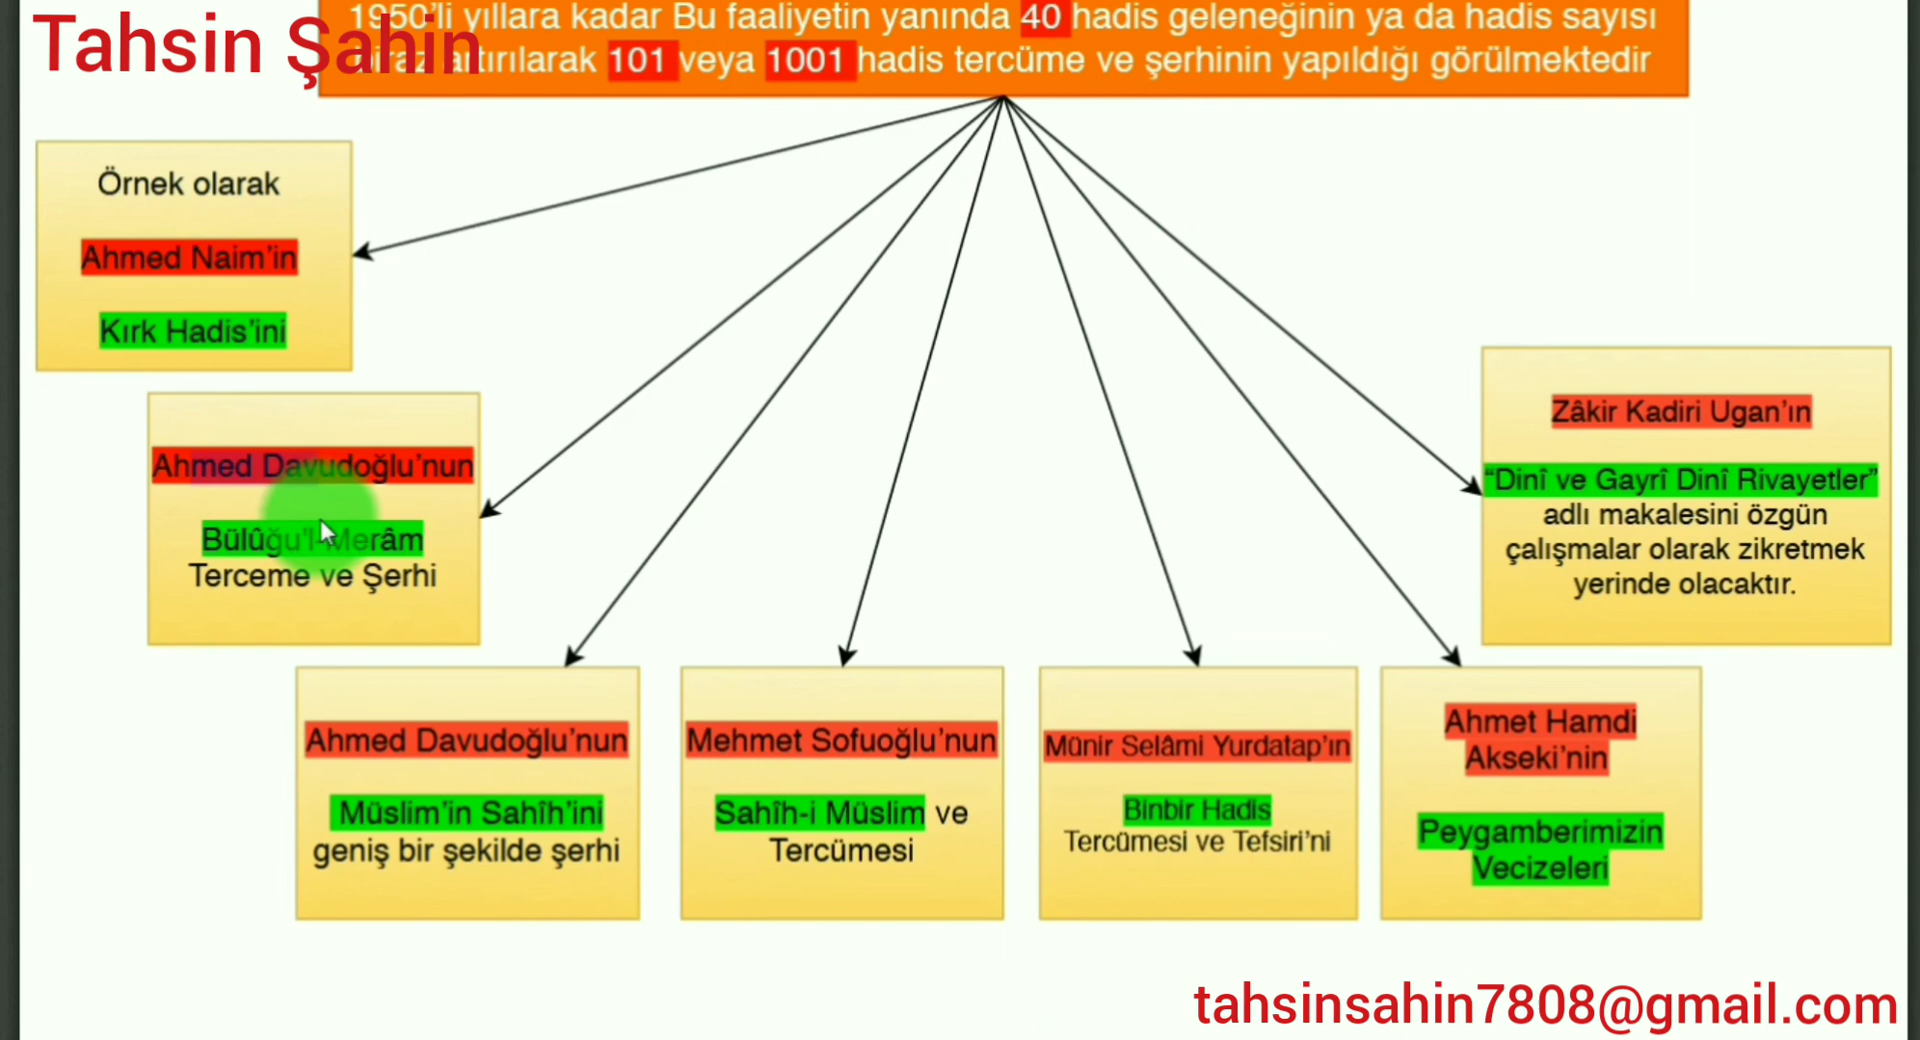 1950'li yıllara kadar Bu faaliyetin yanında 40 hadis geleneğinin ya da hadis sayısı
Tahsin Şahin
artırılarak 101 veya 1001 hadis tercüme ve şerhinin yapıldığı görülmektedir
Örnek olarak
Ahmed Naim'in
Kırk Hadis'ini
Ahmed Davudoğlu'nun
Bülûğu'l-Merâm
Terceme ve Şerhi
Ahmed Davudoğlu'nun
Müslim'in Sahîh'ini
geniş bir şekilde şerhi
Mehmet Sofuoğlu'nun
Sahîh-i Müslim ve
Tercümesi
Münir Selâmi Yurdatap'ın
Binbir Hadis
Tercümesi ve Tefsiri'ni
Ahmet Hamdi
Akseki'nin
Peygamberimizin
Vecizeleri
Zâkir Kadiri Ugan'ın
“Dinî ve Gayrî Dinî Rivayetler”
adlı makalesini özgün
çalışmalar olarak zikretmek
yerinde olacaktır.
tahsinsahin7808@gmail.com